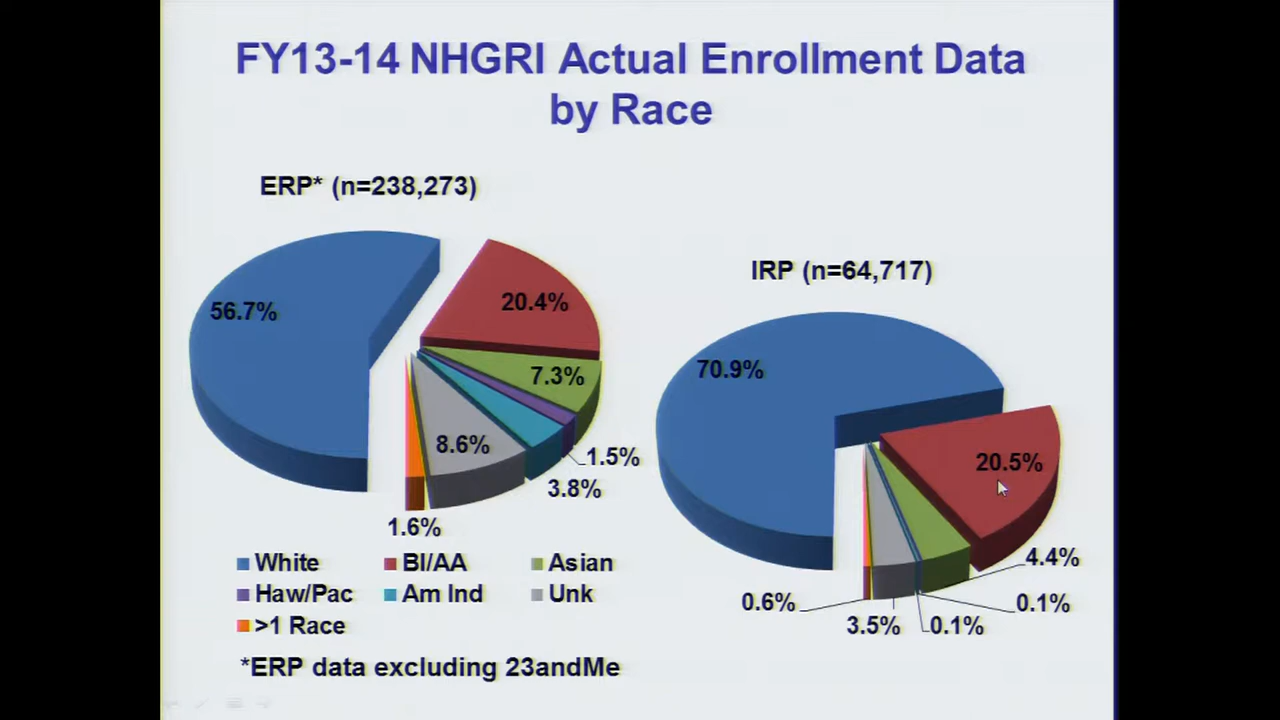 FY13-14 NHGRI Actual Enrollment Data
by Race
ERP* (n=238,273)
56.7%
20.4%
7.3%
1.5%
3.8%
8.6%
1.6%
IRP (n=64,717)
70.9%
20.5%
4.4%
0.1%
0.1%
3.5%
0.6%
White
Bl/AA
Asian
Haw/Pac
Am Ind
Unk
>1 Race
*ERP data excluding 23andMe